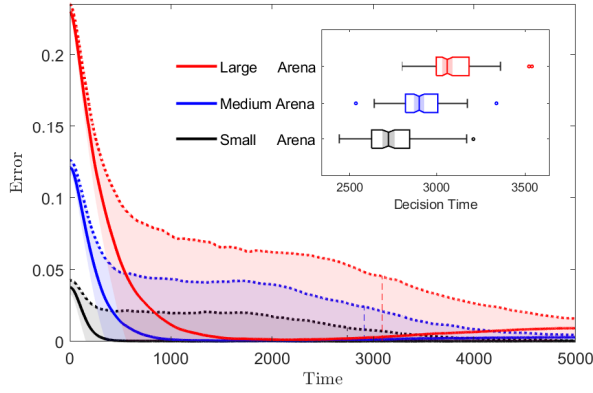 0.2
0.15
0.1
0.05
0
Error
Large Arena
Medium Arena
Small Arena
2500 3000 3500
Decision Time
0 1000 2000 3000 4000 5000
Time